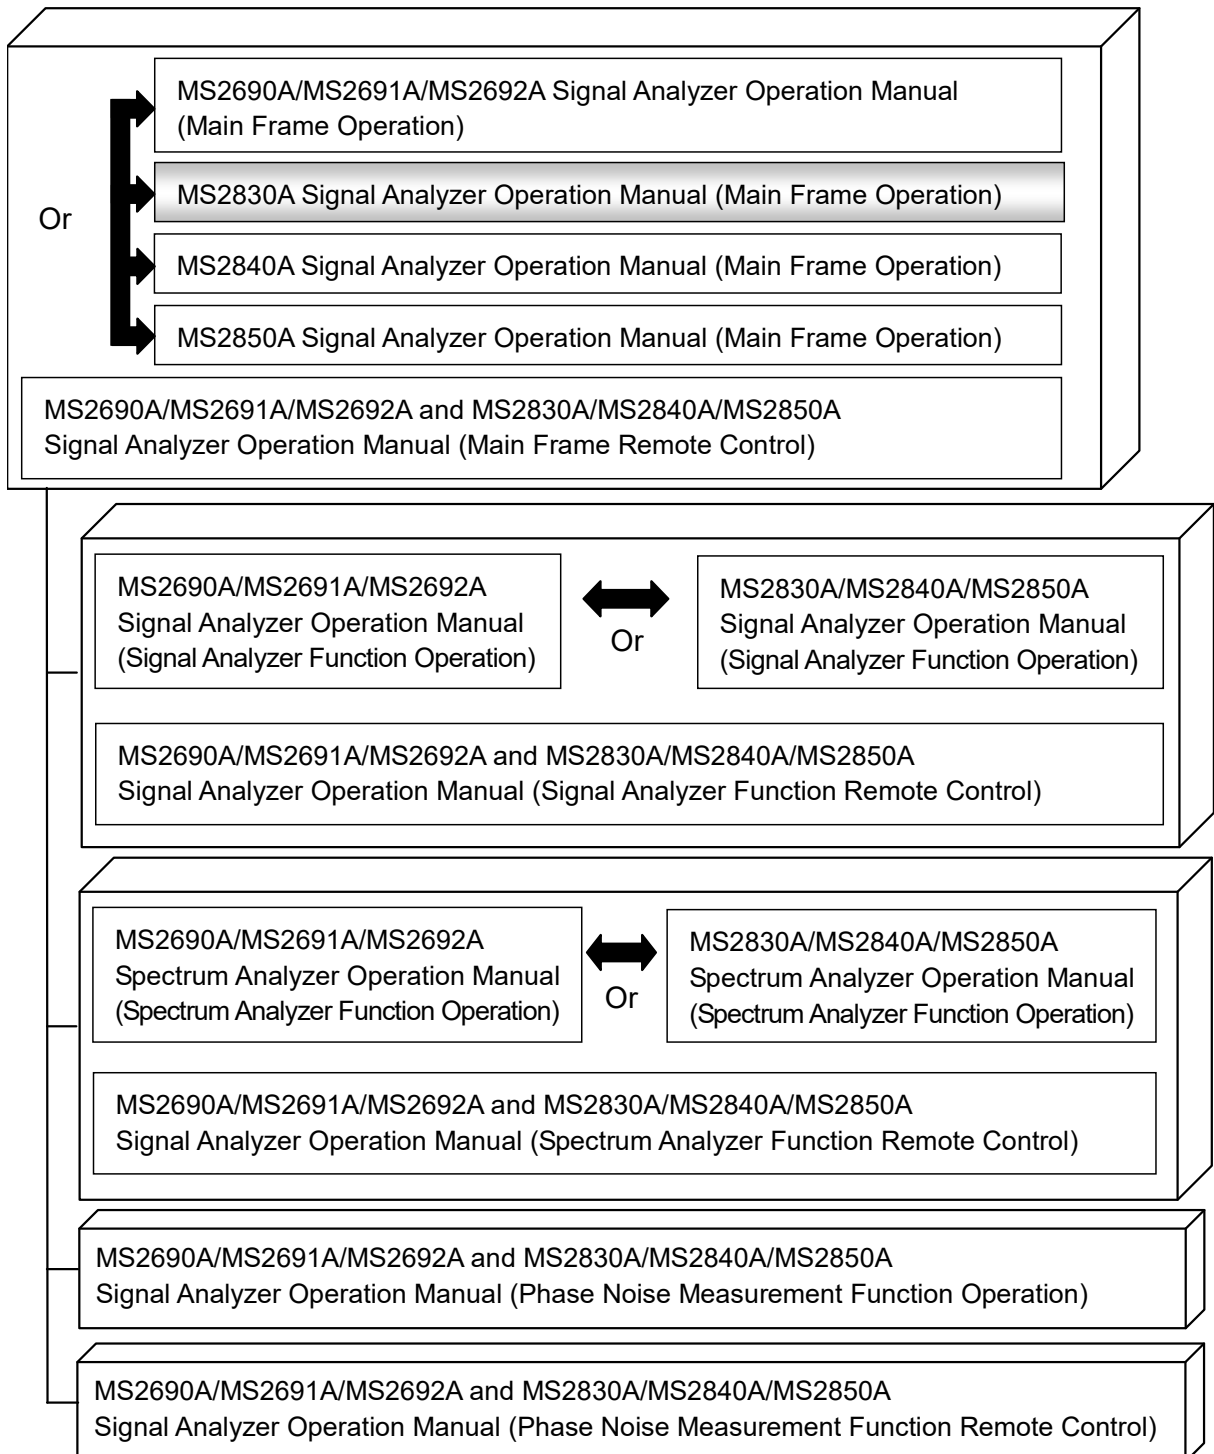 MS2690A/MS2691A/MS2692A Signal Analyzer Operation Manual
(Main Frame Operation)
Or
MS2830A Signal Analyzer Operation Manual (Main Frame Operation)
MS2840A Signal Analyzer Operation Manual (Main Frame Operation)
MS2850A Signal Analyzer Operation Manual (Main Frame Operation)
MS2690A/MS2691A/MS2692A and MS2830A/MS2840A/MS2850A
Signal Analyzer Operation Manual (Main Frame Remote Control)
MS2690A/MS2691A/MS2692A
Signal Analyzer Operation Manual
(Signal Analyzer Function Operation)
Or
MS2830A/MS2840A/MS2850A
Signal Analyzer Operation Manual
(Signal Analyzer Function Operation)
MS2690A/MS2691A/MS2692A and MS2830A/MS2840A/MS2850A
Signal Analyzer Operation Manual (Signal Analyzer Function Remote Control)
MS2690A/MS2691A/MS2692A
Spectrum Analyzer Operation Manual
(Spectrum Analyzer Function Operation)
Or
MS2830A/MS2840A/MS2850A
Spectrum Analyzer Operation Manual
(Spectrum Analyzer Function Operation)
MS2690A/MS2691A/MS2692A and MS2830A/MS2840A/MS2850A
Signal Analyzer Operation Manual (Spectrum Analyzer Function Remote Control)
MS2690A/MS2691A/MS2692A and MS2830A/MS2840A/MS2850A
Signal Analyzer Operation Manual (Phase Noise Measurement Function Operation)
MS2690A/MS2691A/MS2692A and MS2830A/MS2840A/MS2850A
Signal Analyzer Operation Manual (Phase Noise Measurement Function Remote Control)